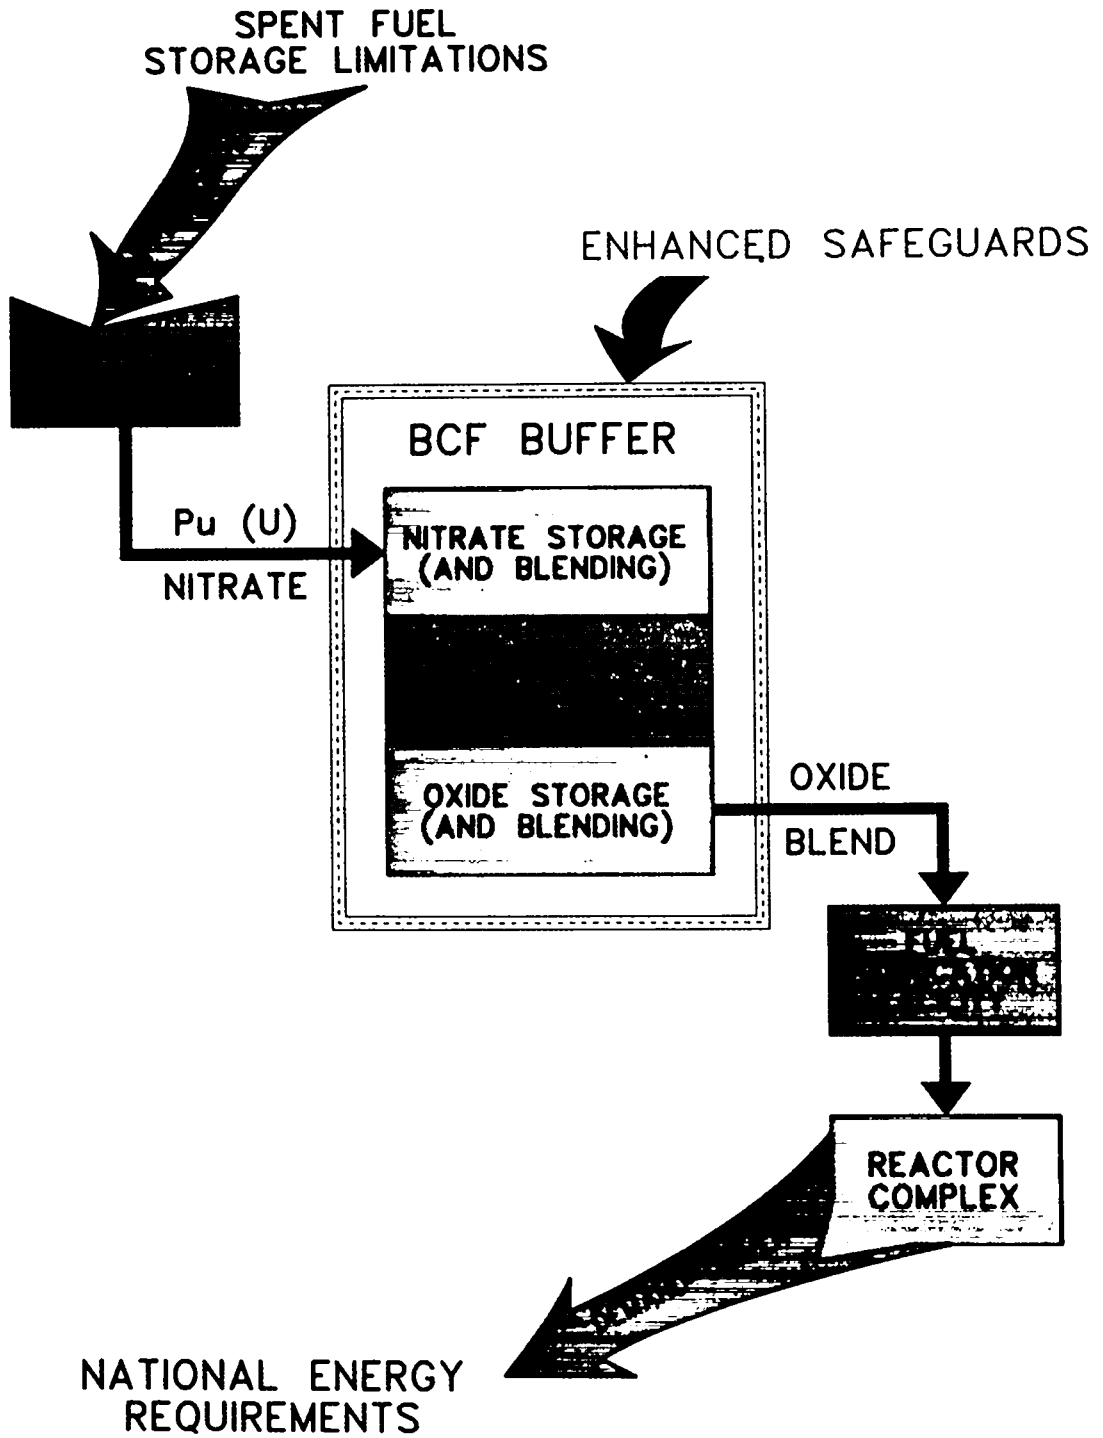 SPENT FUEL
STORAGE LIMITATIONS
ENHANCED SAFEGUARDS
BCF BUFFER
Pu (U)
NITRATE
NITRATE STORAGE
(AND BLENDING)
OXIDE STORAGE
(AND BLENDING)
OXIDE
BLEND
FUEL
REACTOR
COMPLEX
NATIONAL ENERGY
REQUIREMENTS